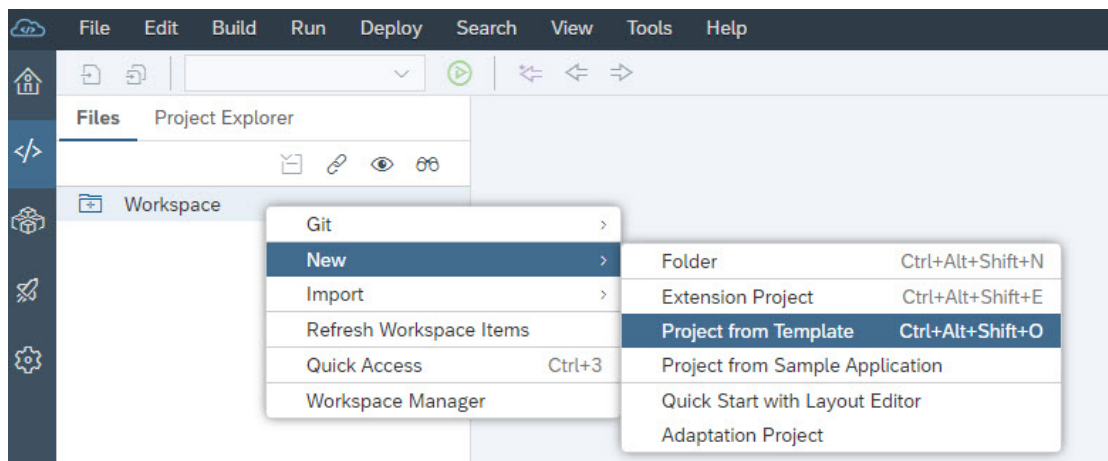 File Edit Build Run Deploy Search View Tools Help
Files Project Explorer
Workspace
Git
New
Import
Refresh Workspace Items
Quick Access Ctrl+3
Workspace Manager
Folder Ctrl+Alt+Shift+N
Extension Project Ctrl+Alt+Shift+E
Project from Template Ctrl+Alt+Shift+O
Project from Sample Application
Quick Start with Layout Editor
Adaptation Project